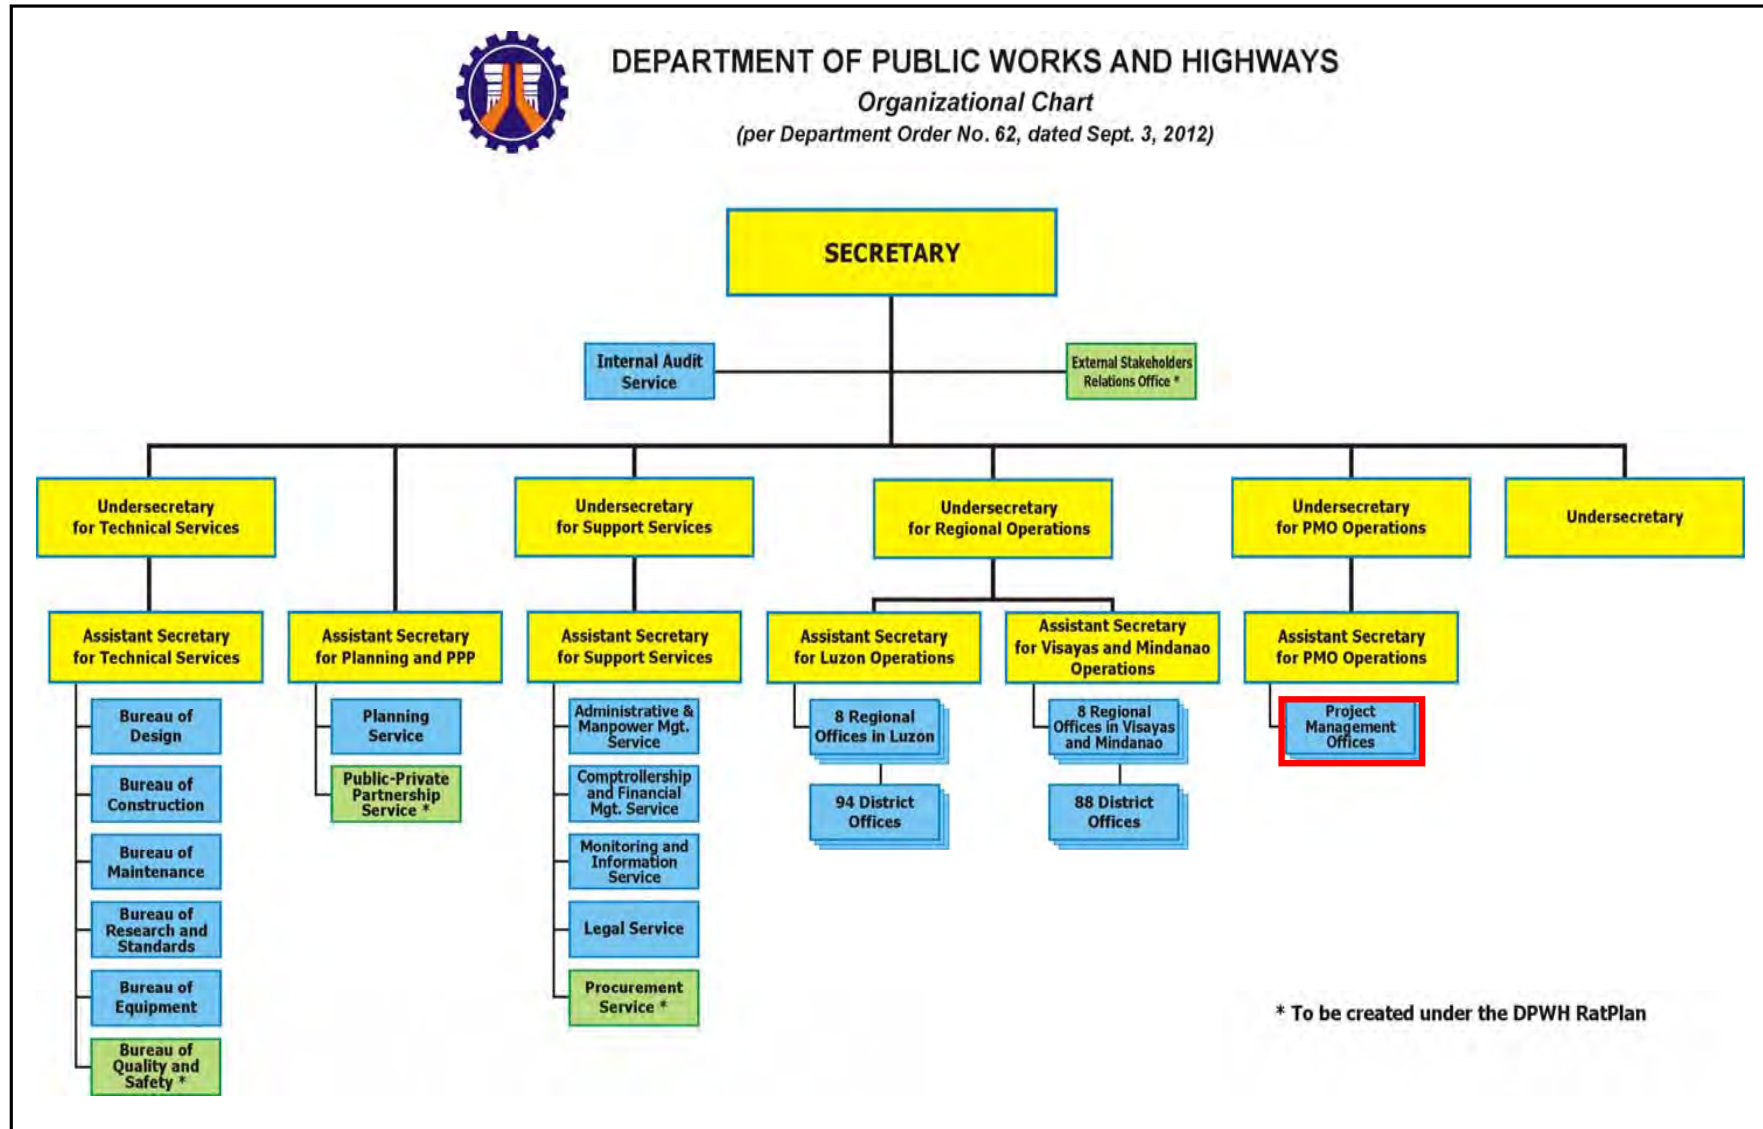 DEPARTMENT OF PUBLIC WORKS AND HIGHWAYS
Organizational Chart
(per Department Order No. 62, dated Sept. 3, 2012)
SECRETARY
Internal Audit
Service
External Stakeholders
Relations Office *
Undersecretary
for Technical Services
Undersecretary
for Support Services
Undersecretary
for Regional Operations
Undersecretary
for PMO Operations
Undersecretary
Assistant Secretary
for Technical Services
Assistant Secretary
for Planning and PPP
Assistant Secretary
for Support Services
Assistant Secretary
for Luzon Operations
Assistant Secretary
for Visayas and Mindanao
Operations
Assistant Secretary
for PMO Operations
Bureau of
Design
Bureau of
Construction
Bureau of
Maintenance
Bureau of
Research and
Standards
Bureau of
Equipment
Bureau of
Quality and
Safety *
Planning
Service
Public-Private
Partnership
Service *
Administrative &
Manpower Mgt.
Service
Comptrollership
and Financial
Mgt. Service
Monitoring and
Information
Service
Legal Service
Procurement
Service *
8 Regional
Offices in Luzon
94 District
Offices
8 Regional
Offices in Visayas
and Mindanao
88 District
Offices
Project
Management
Offices
* To be created under the DPWH RatPlan